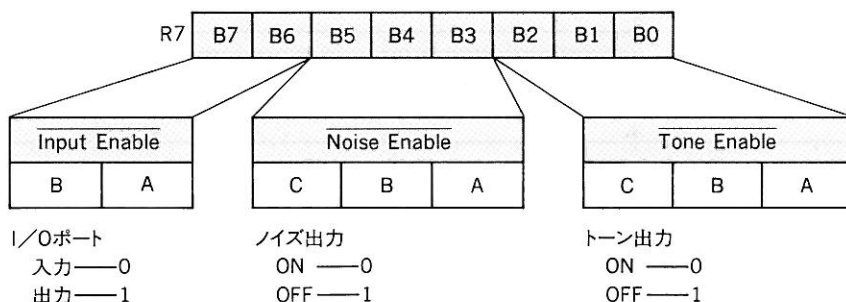 R7 B7 B6 B5 B4 B3 B2 B1 B0
Input Enable Noise Enable Tone Enable
B A C B A C B A
I/Oポート ノイズ出力 トーン出力
入力——0 ON ——0 ON ——0
出力——1 OFF——1 OFF——1